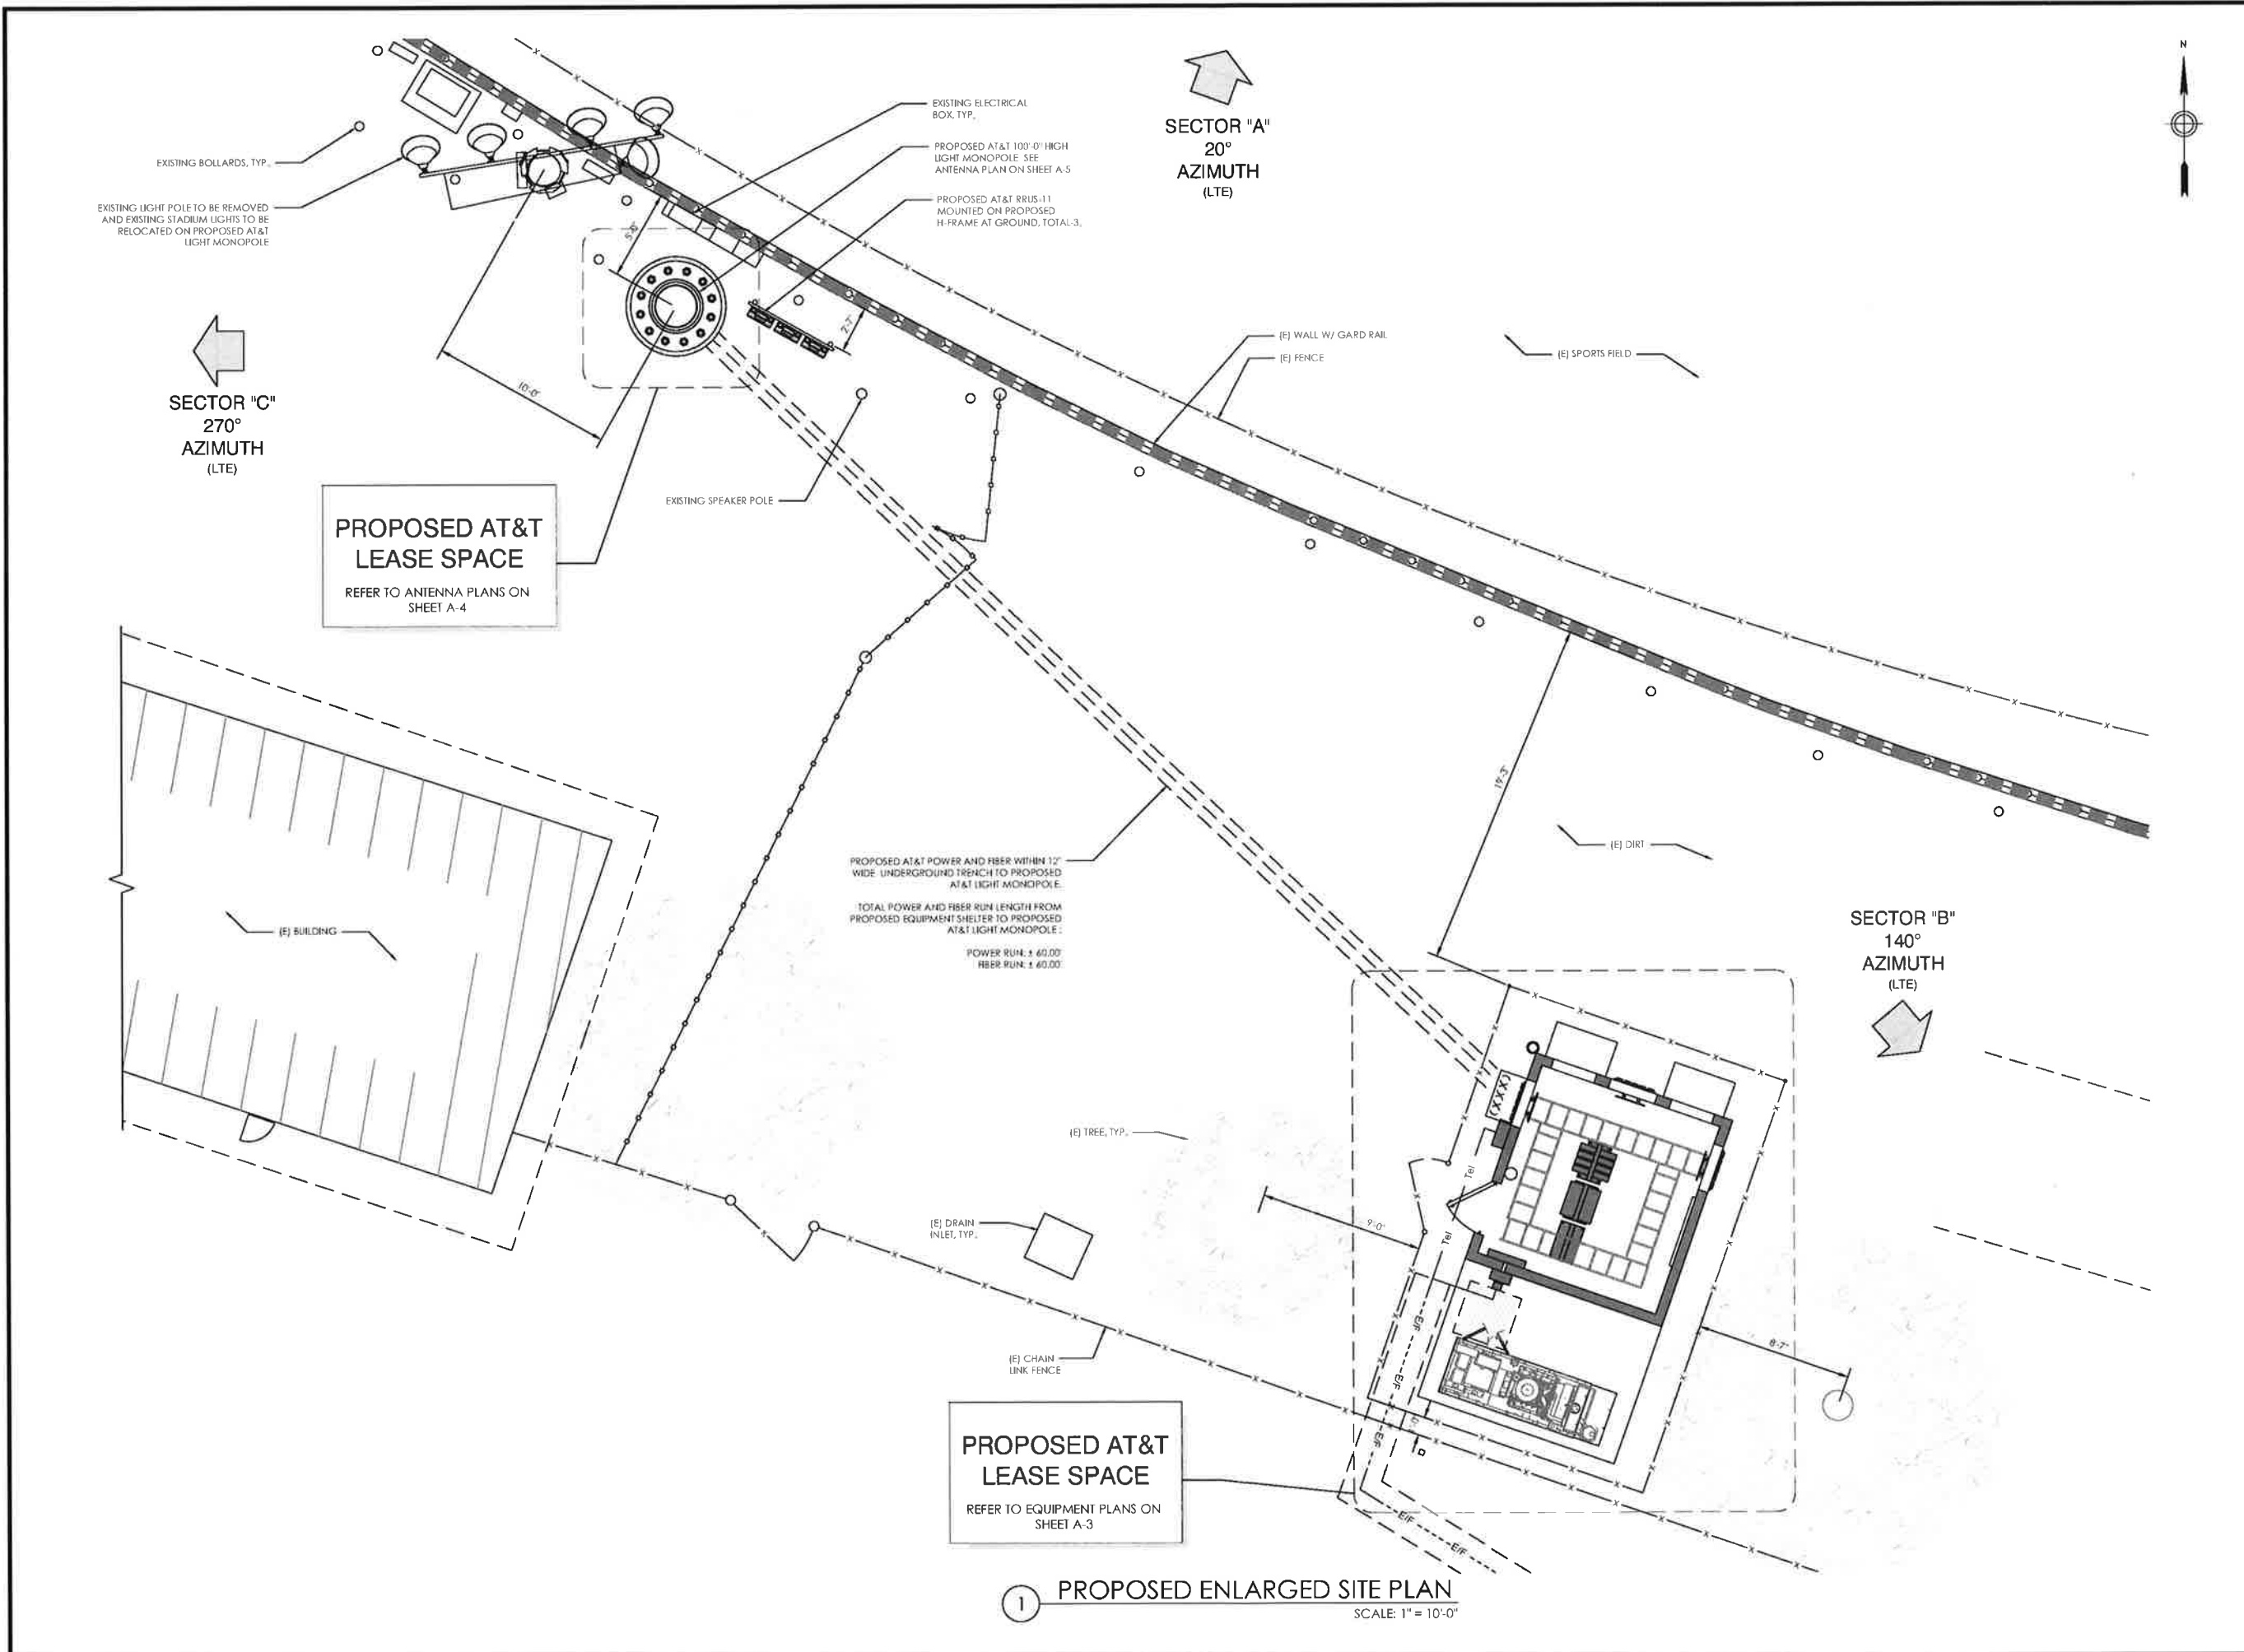 N
SECTOR "A"
20°
AZIMUTH
(LTE)
EXISTING ELECTRICAL
BOX, TYP.
PROPOSED AT&T 100'-0" HIGH
LIGHT MONOPOLE SEE
ANTENNA PLAN ON SHEET A-5
PROPOSED AT&T RRUS-11
MOUNTED ON PROPOSED
H-FRAME AT GROUND, TOTAL-3,
EXISTING BOLLARDS, TYP.
EXISTING LIGHT POLE TO BE REMOVED
AND EXISTING STADIUM LIGHTS TO BE
RELOCATED ON PROPOSED AT&T
LIGHT MONOPOLE
2'-7"
10'-0"
(E) WALL W/ GARD RAIL
(E) FENCE
(E) SPORTS FIELD
SECTOR "C"
270°
AZIMUTH
(LTE)
EXISTING SPEAKER POLE
PROPOSED AT&T
LEASE SPACE
REFER TO ANTENNA PLANS ON
SHEET A-4
19'-3"
(E) DIRT
PROPOSED AT&T POWER AND FIBER WITHIN 12"
WIDE UNDERGROUND TRENCH TO PROPOSED
AT&T LIGHT MONOPOLE.
TOTAL POWER AND FIBER RUN LENGTH FROM
PROPOSED EQUIPMENT SHELTER TO PROPOSED
AT&T LIGHT MONOPOLE :
POWER RUN: ± 60.00'
FIBER RUN: ± 60.00'
(E) BUILDING
SECTOR "B"
140°
AZIMUTH
(LTE)
(E) TREE, TYP.
Tel
Tel
9'-0"
(E) DRAIN
INLET, TYP.
8'-7"
E/F
E/F
E/F
(E) CHAIN
LINK FENCE
PROPOSED AT&T
LEASE SPACE
REFER TO EQUIPMENT PLANS ON
SHEET A-3
E/F
E/F
1
PROPOSED ENLARGED SITE PLAN
SCALE: 1" = 10'-0"